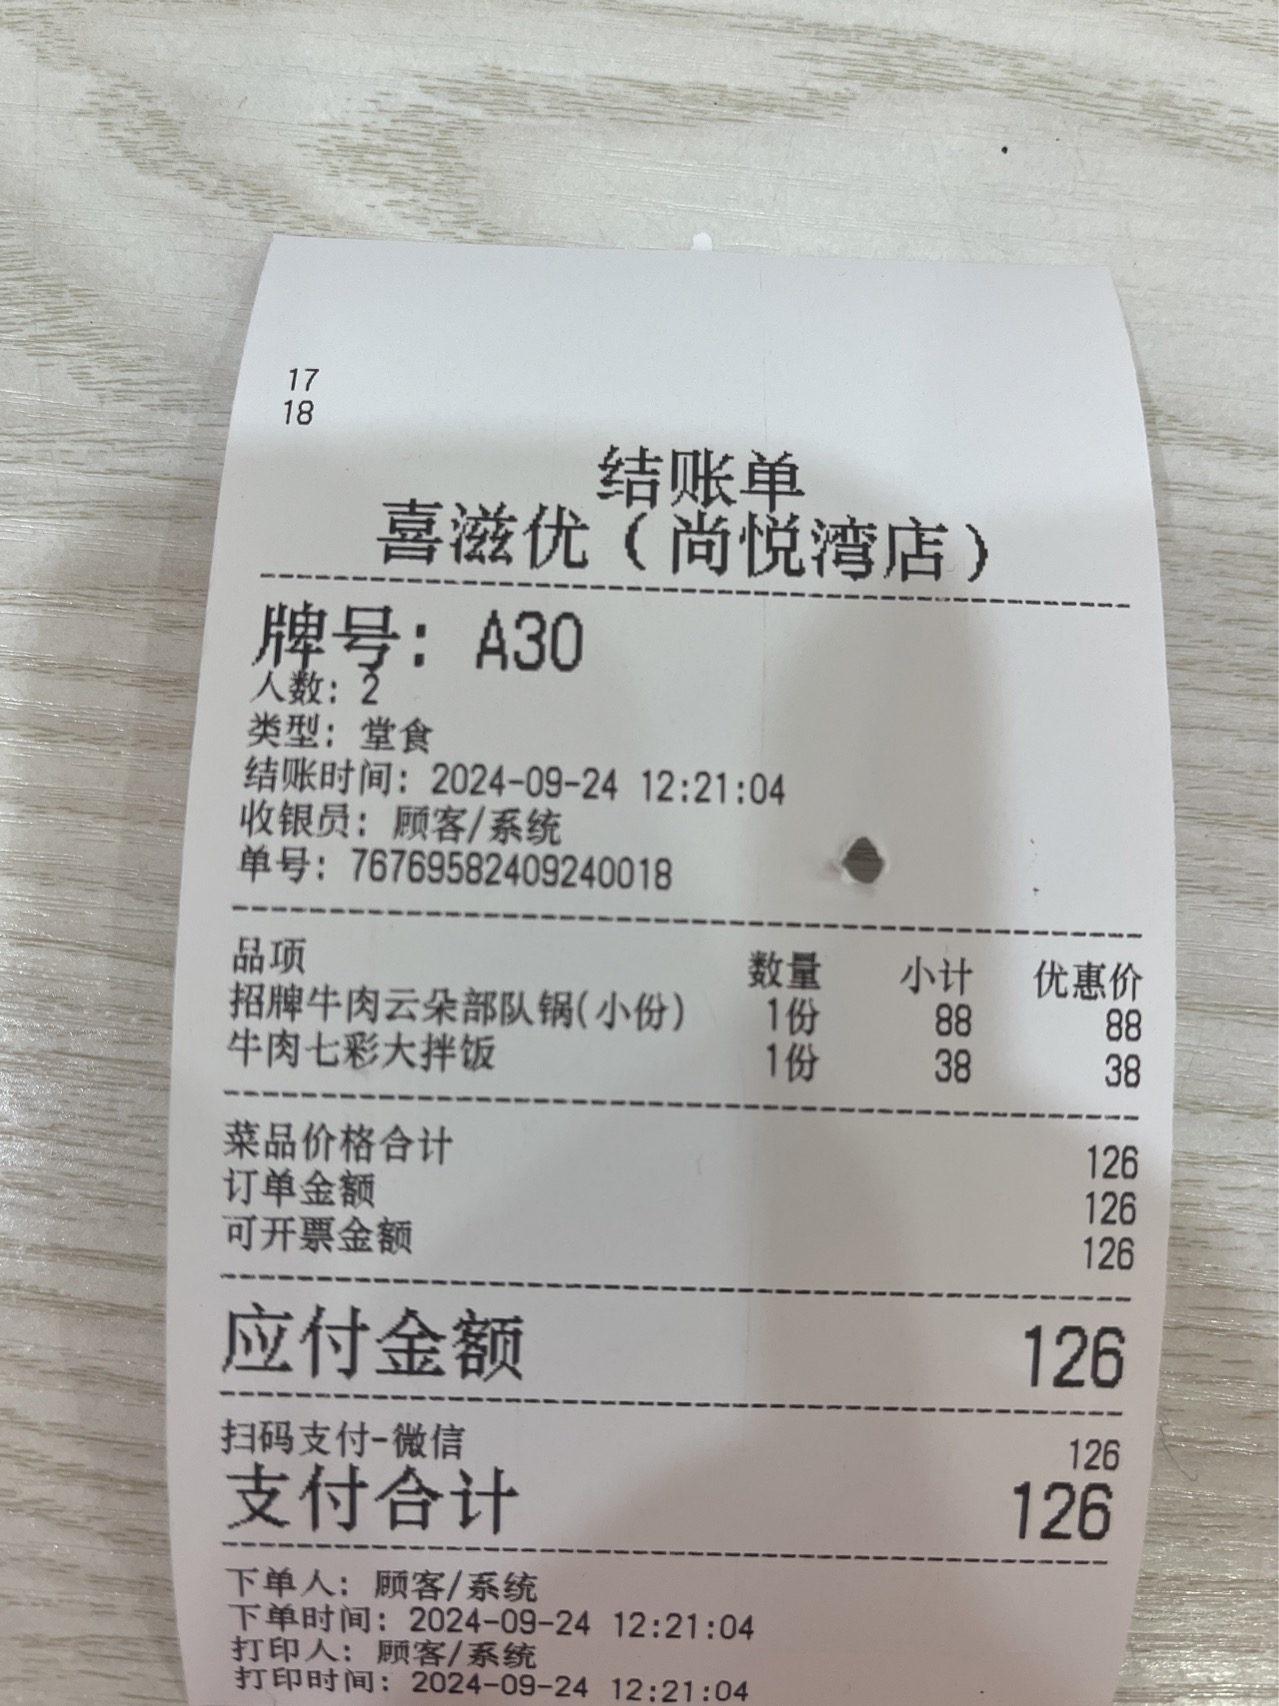 17
18
结账单
喜滋优（尚悦湾店）
牌号：A30
人数：2
类型：堂食
结账时间：2024-09-24 12:21:04
收银员：顾客/系统
单号：767695824092400​18
品项 数量 小计 优惠价
招牌牛肉云朵部队锅(小份) 1份 88 88
牛肉七彩大拌饭 1份 38 38
菜品价格合计 126
订单金额 126
可开票金额 126
应付金额 126
扫码支付-微信 126
支付合计 126
下单人：顾客/系统
下单时间：2024-09-24 12:21:04
打印人：顾客/系统
打印时间：2024-09-24 12:21:04